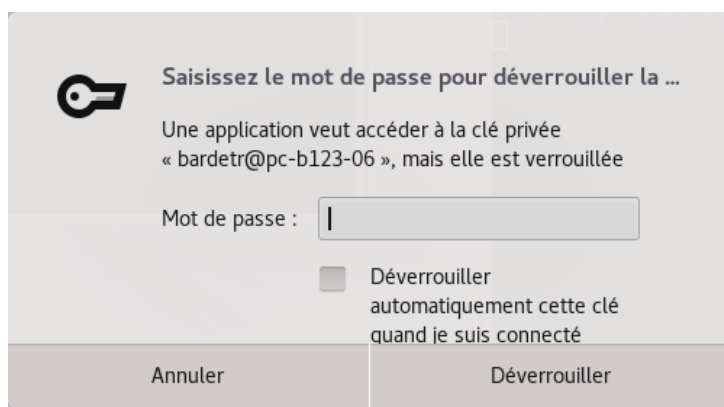 Saisissez le mot de passe pour déverrouiller la ...
Une application veut accéder à la clé privée
« bardetr@pc-b123-06 », mais elle est verrouillée
Mot de passe :
Déverrouiller
automatiquement cette clé
quand je suis connecté
Annuler
Déverrouiller